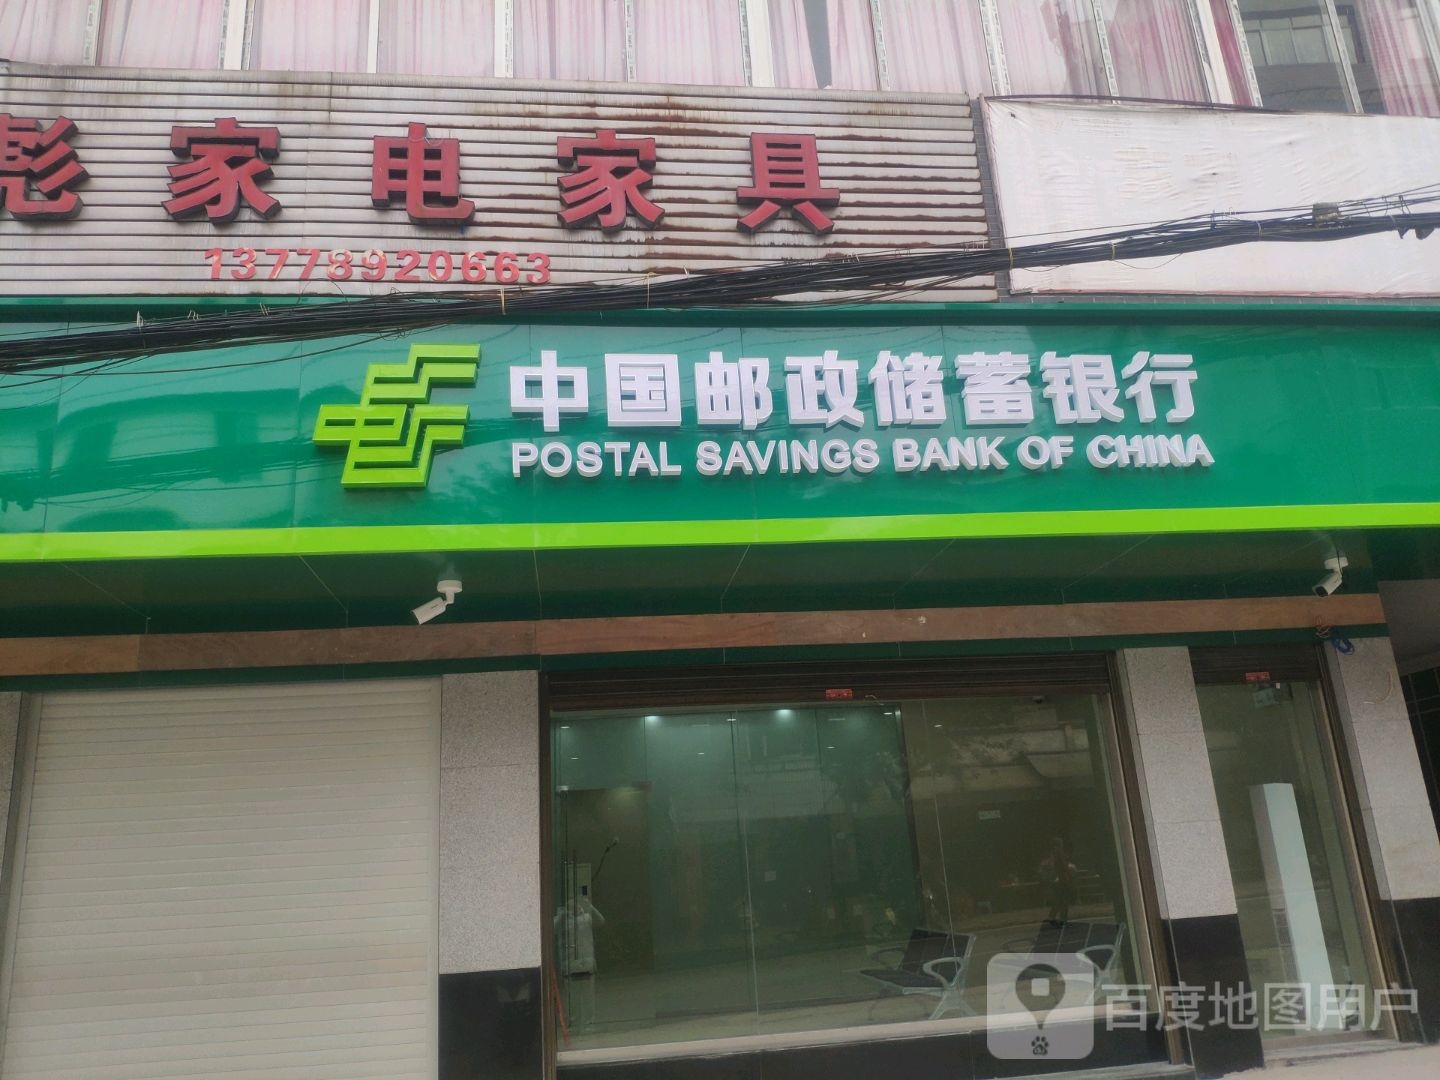 彪家电家具
13778920663
中国邮政储蓄银行
POSTAL SAVINGS BANK OF CHINA
百度地图用户